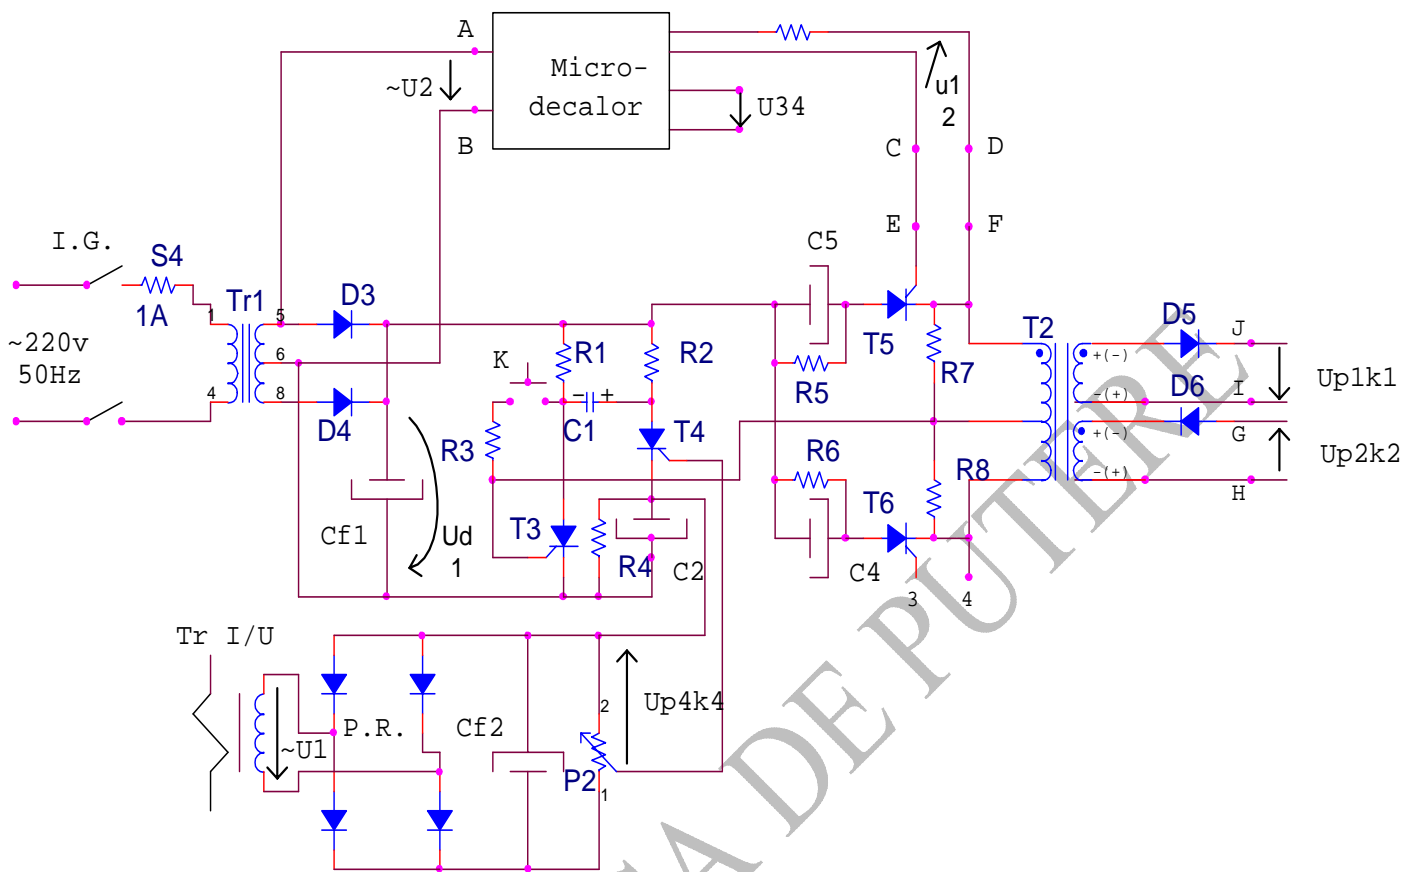 A
Micro-
decalor
~U2
U34
u1
2
B
C
D
E
F
I.G.
S4
1A
~220v
50Hz
1
Tr1
5
6
4
8
D3
D4
Cf1
Ud
1
K
R1
R2
C1
-
+
T4
R3
T3
R4
C2
C5
T5
R5
R7
R6
R8
T6
C4
3
4
T2
+(-)
-(+)
+(-)
-(+)
D5
D6
J
I
G
H
Up1k1
Up2k2
Tr I/U
~U1
P.R.
Cf2
Up4k4
2
P2
1
DE PUTERE